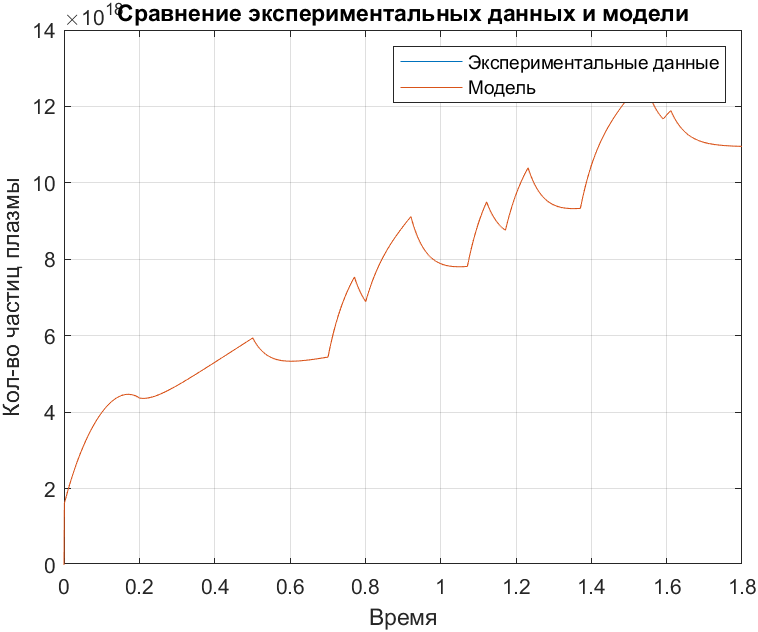 ×10^18
Сравнение экспериментальных данных и модели
Экспериментальные данные
Модель
14
12
10
8
6
4
2
0
Кол-во частиц плазмы
0 0.2 0.4 0.6 0.8 1 1.2 1.4 1.6 1.8
Время